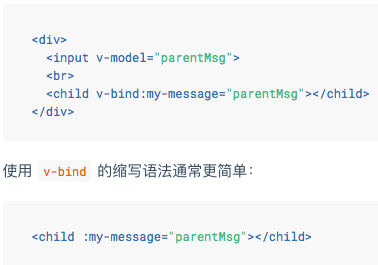 <div>
<input v-model="parentMsg">
<br>
<child v-bind:my-message="parentMsg"></child>
</div>
使用 v-bind 的缩写语法通常更简单：
<child :my-message="parentMsg"></child>